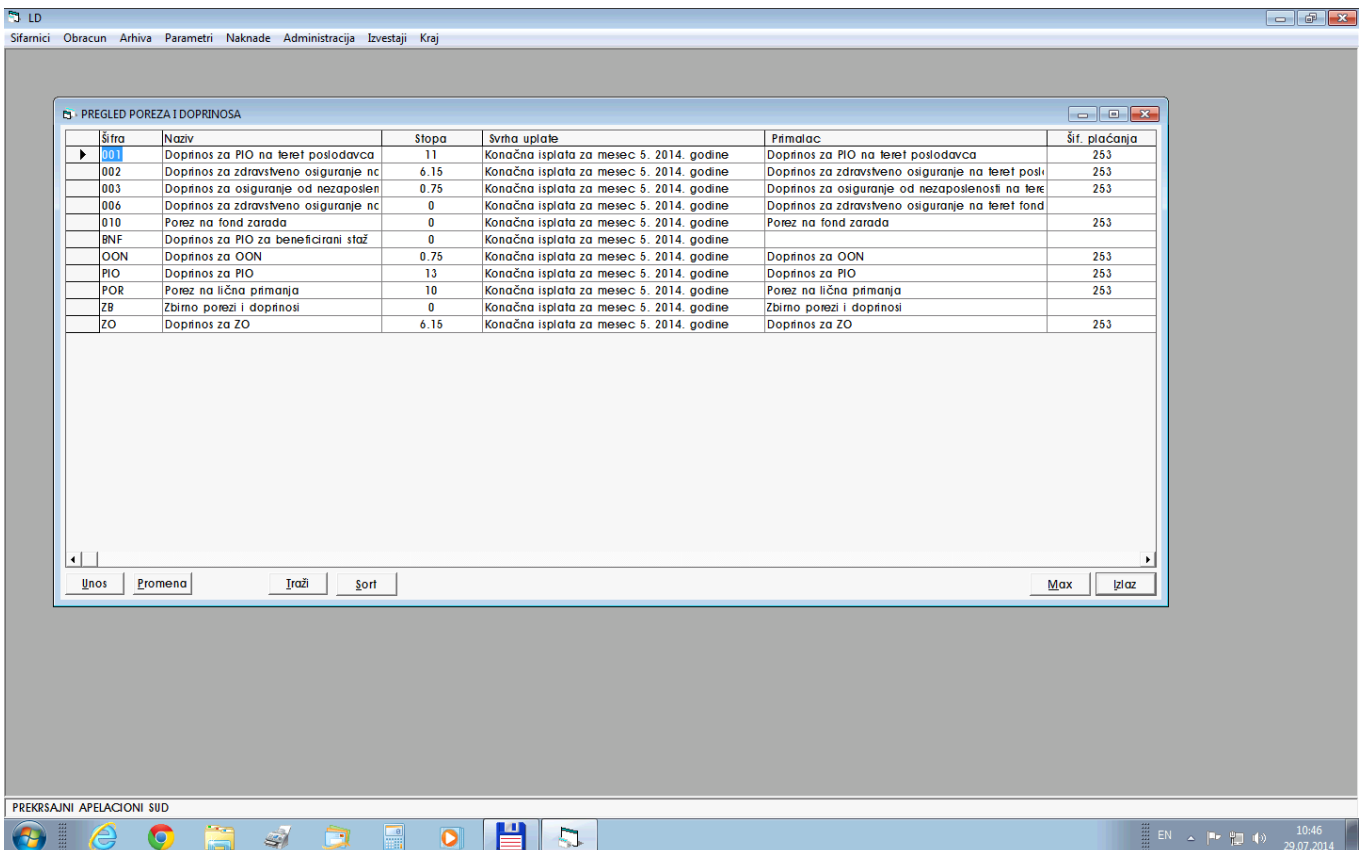 LD
Sifarnici Obracun Arhiva Parametri Naknade Administracija Izvestaji Kraj
PREGLED POREZA I DOPRINOSA
Šifra Naziv Stopa Svrha uplate Primalac Šif. plaćanja
001 Doprinos za PIO na teret poslodavca 11 Konačna isplata za mesec 5. 2014. godine Doprinos za PIO na teret poslodavca 253
002 Doprinos za zdravstveno osiguranje na 6.15 Konačna isplata za mesec 5. 2014. godine Doprinos za zdravstveno osiguranje na teret posl 253
003 Doprinos za osiguranje od nezaposlen 0.75 Konačna isplata za mesec 5. 2014. godine Doprinos za osiguranje od nezaposlenosti na tere 253
006 Doprinos za zdravstveno osiguranje na 0 Konačna isplata za mesec 5. 2014. godine Doprinos za zdravstveno osiguranje na teret fond
010 Porez na fond zarada 0 Konačna isplata za mesec 5. 2014. godine Porez na fond zarada 253
BNF Doprinos za PIO za beneficirani staž 0 Konačna isplata za mesec 5. 2014. godine
OON Doprinos za OON 0.75 Konačna isplata za mesec 5. 2014. godine Doprinos za OON 253
PIO Doprinos za PIO 13 Konačna isplata za mesec 5. 2014. godine Doprinos za PIO 253
POR Porez na lična primanja 10 Konačna isplata za mesec 5. 2014. godine Porez na lična primanja 253
ZB Zbirno porezi i doprinosi 0 Konačna isplata za mesec 5. 2014. godine Zbirno porezi i doprinosi
ZO Doprinos za ZO 6.15 Konačna isplata za mesec 5. 2014. godine Doprinos za ZO 253
Unos Promena Traži Sort Max Izlaz
PREKRSAJNI APELACIONI SUD
EN 10:46
29.07.2014